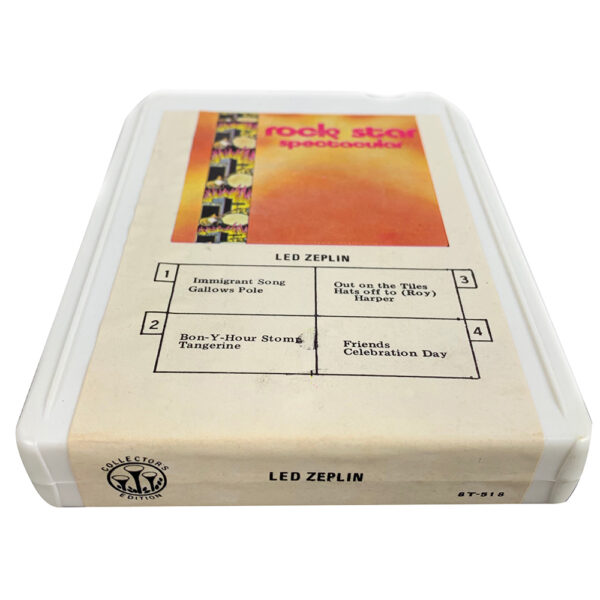 rock star
spectacular
LED ZEPLIN
1
Immigrant Song
Gallows Pole
3
Out on the Tiles
Hats off to (Roy)
Harper
2
Bon-Y-Hour Stomp
Tangerine
4
Friends
Celebration Day
COLLECTORS
EDITION
LED ZEPLIN
8T-518